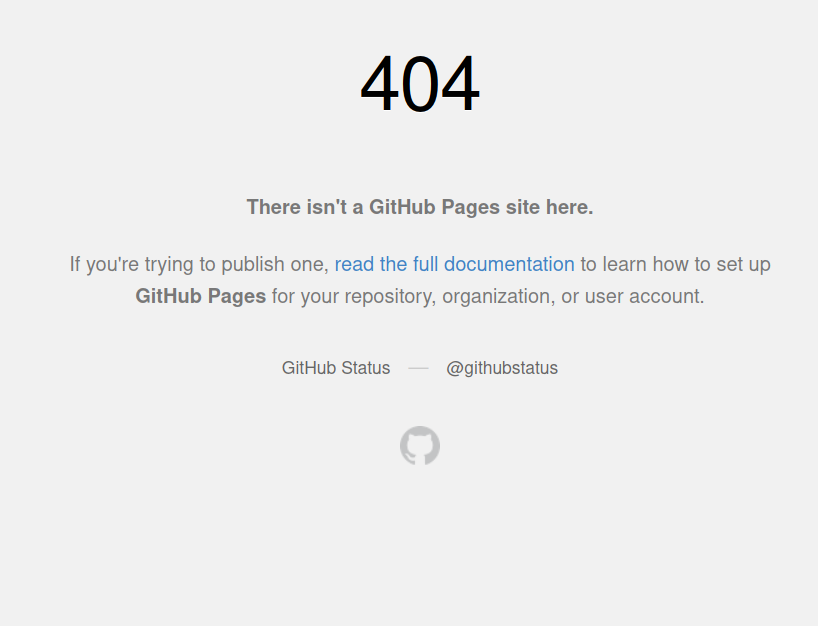 404
There isn't a GitHub Pages site here.
If you're trying to publish one, read the full documentation to learn how to set up
GitHub Pages for your repository, organization, or user account.
GitHub Status — @githubstatus